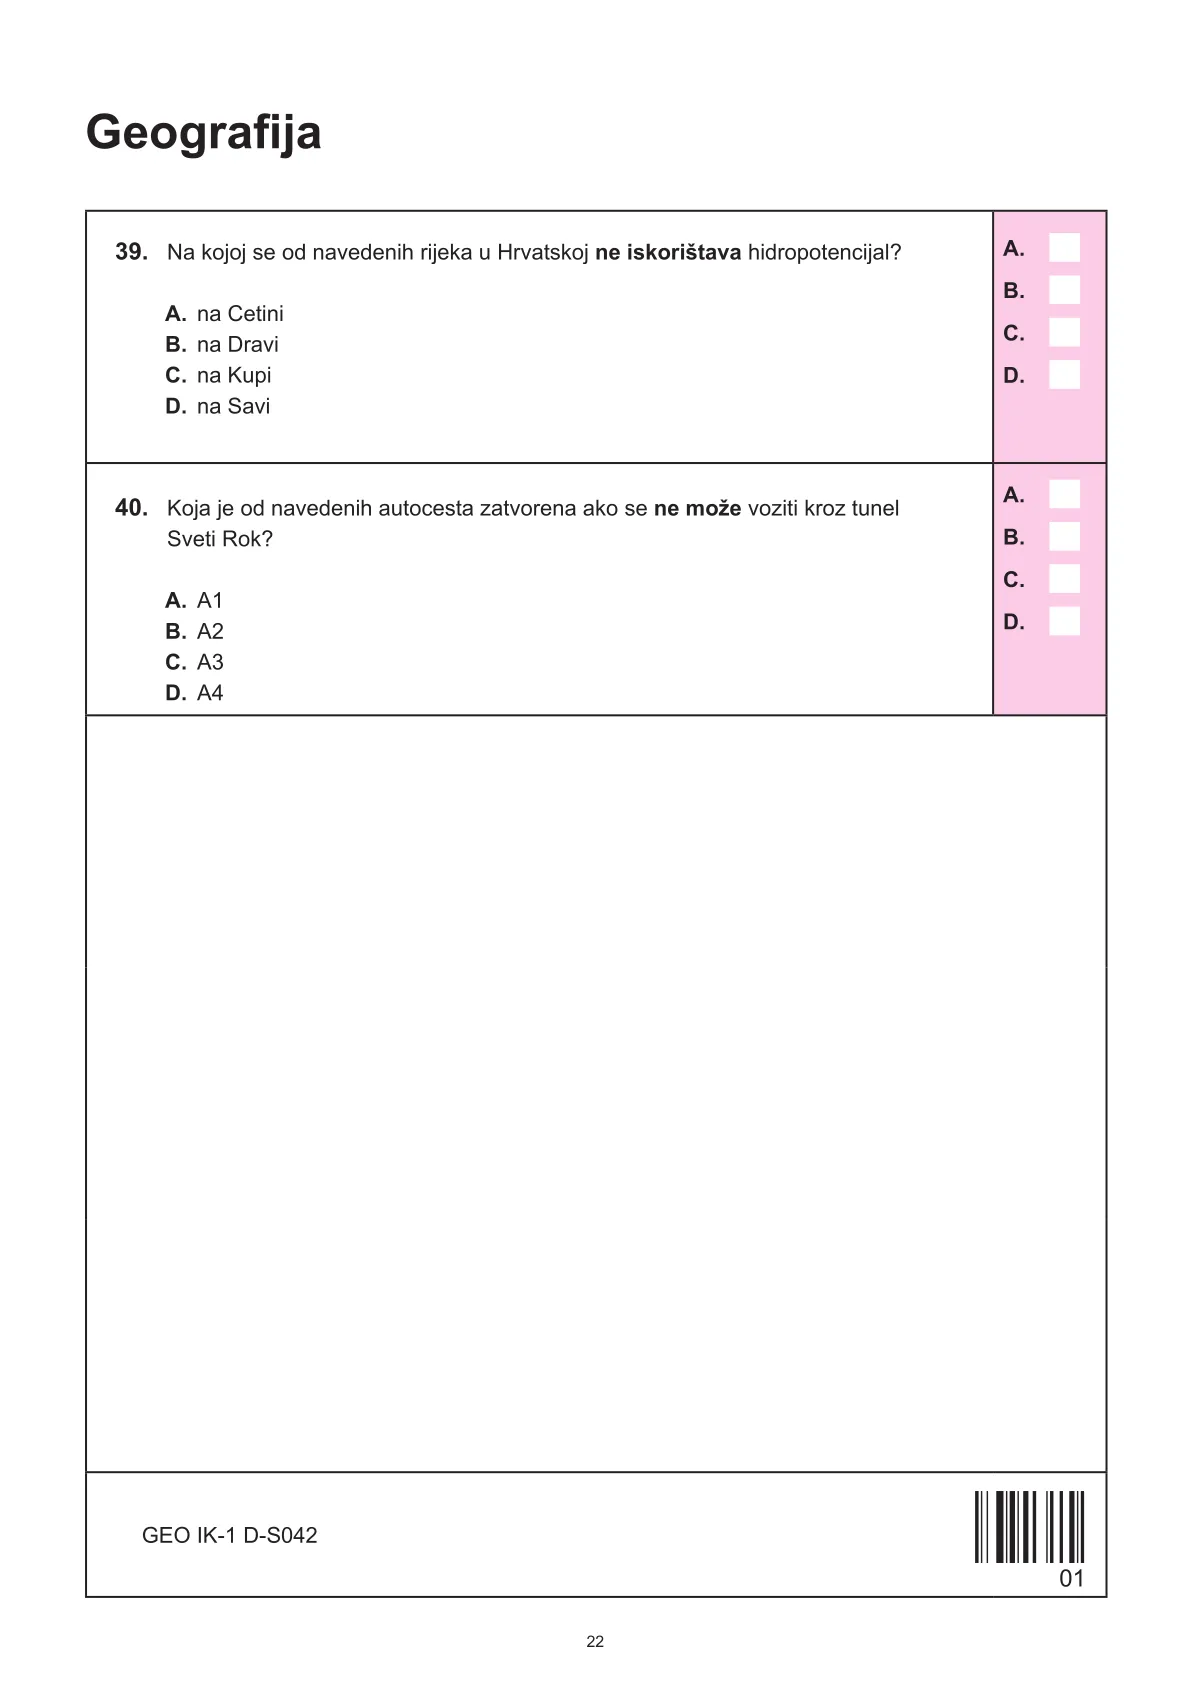 Geografija
39. Na kojoj se od navedenih rijeka u Hrvatskoj ne iskorištava hidropotencijal?
A. na Cetini
B. na Dravi
C. na Kupi
D. na Savi
A.
B.
C.
D.
40. Koja je od navedenih autocesta zatvorena ako se ne može voziti kroz tunel
Sveti Rok?
A. A1
B. A2
C. A3
D. A4
A.
B.
C.
D.
GEO IK-1 D-S042
01
22